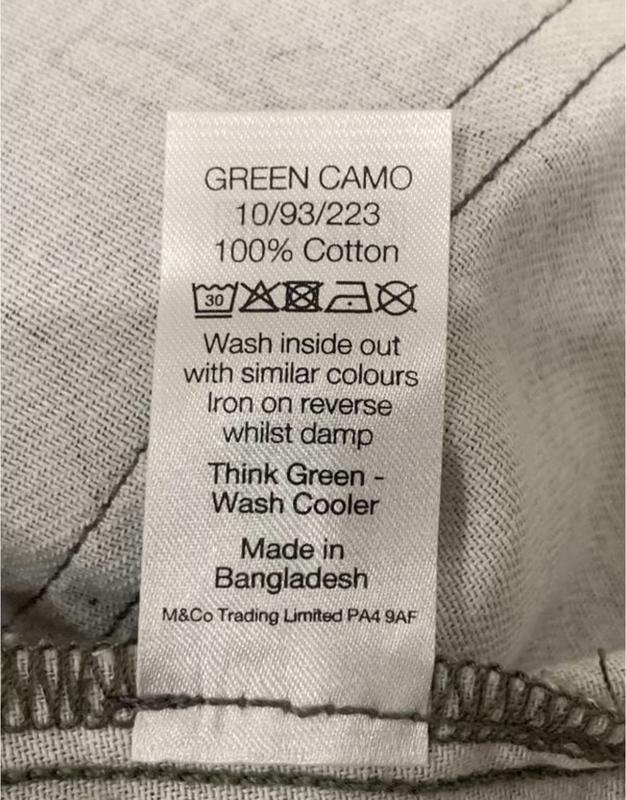 GREEN CAMO
10/93/223
100% Cotton
30
Wash inside out
with similar colours
Iron on reverse
whilst damp
Think Green -
Wash Cooler
Made in
Bangladesh
M&Co Trading Limited PA4 9AF